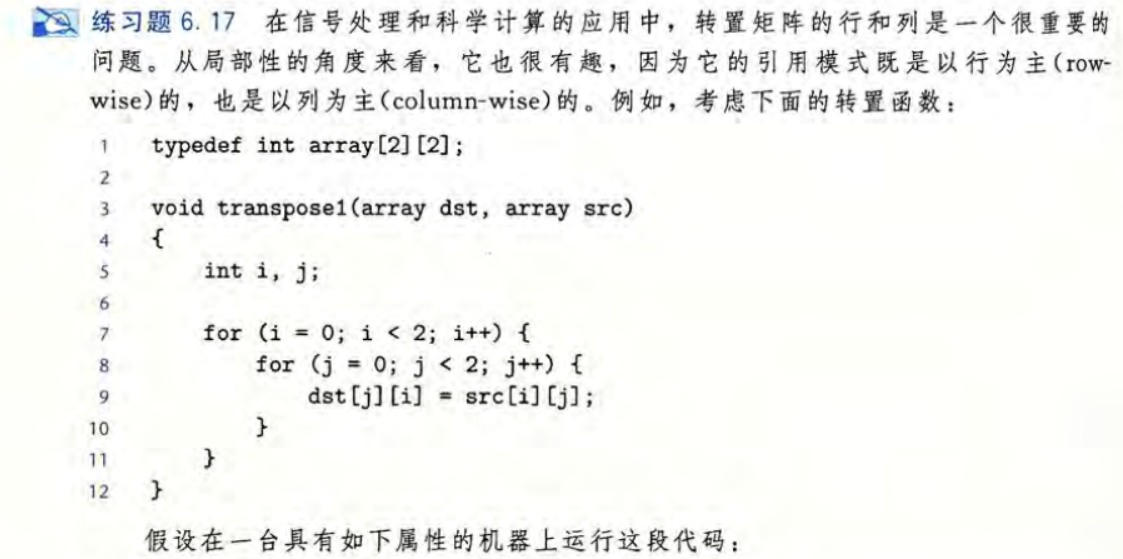 练习题 6.17 在信号处理和科学计算的应用中，转置矩阵的行和列是一个很重要的
问题。从局部性的角度来看，它也很有趣，因为它的引用模式既是以行为主(row-
wise)的，也是以列为主(column-wise)的。例如，考虑下面的转置函数：
1 typedef int array[2][2];
2
3 void transpose1(array dst, array src)
4 {
5 int i, j;
6
7 for (i = 0; i < 2; i++) {
8 for (j = 0; j < 2; j++) {
9 dst[j][i] = src[i][j];
10 }
11 }
12 }
假设在一台具有如下属性的机器上运行这段代码：